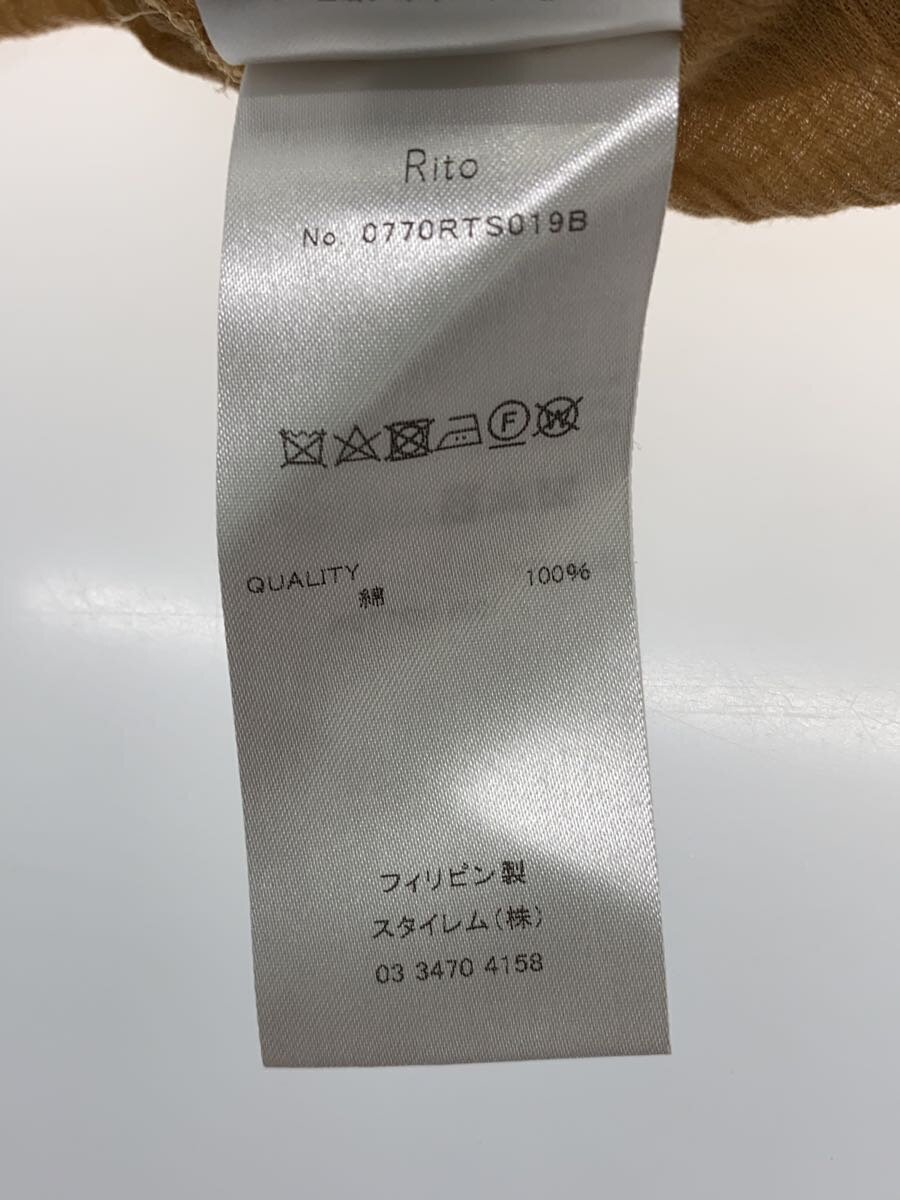 Rito
No. 0770RTS019B
F W
QUALITY
綿 100%
フィリピン製
スタイレム(株)
03 3470 4158